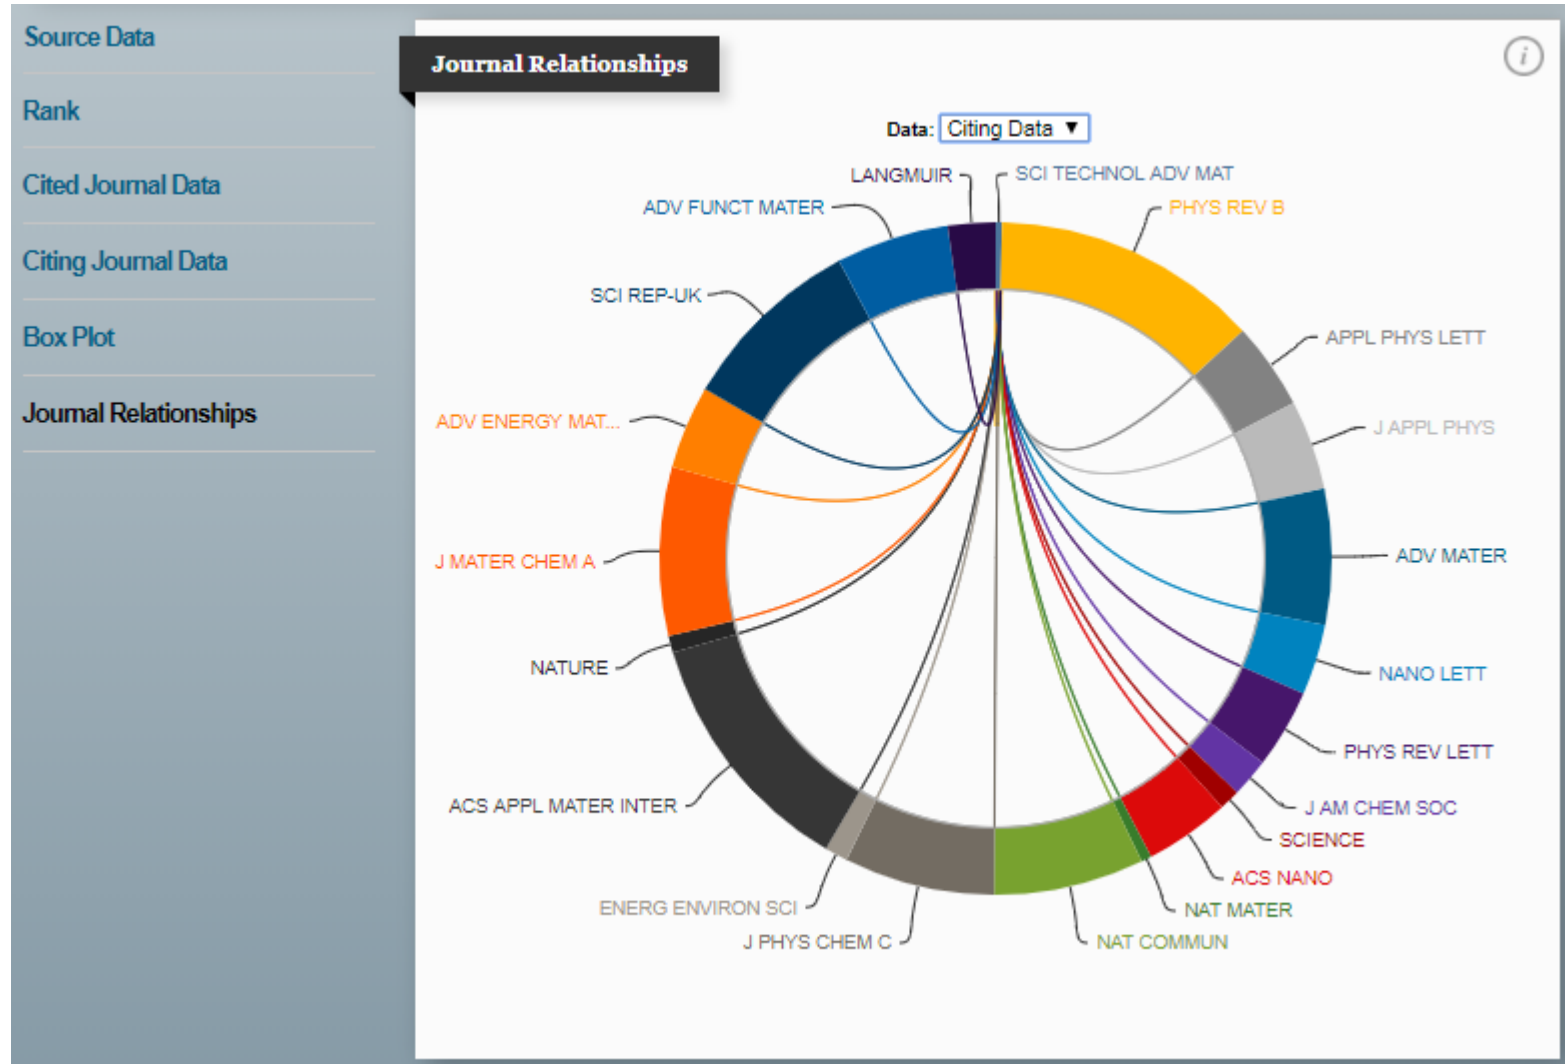 Source Data
Rank
Cited Journal Data
Citing Journal Data
Box Plot
Journal Relationships
Journal Relationships
i
Data: Citing Data ▼
LANGMUIR
SCI TECHNOL ADV MAT
ADV FUNCT MATER
PHYS REV B
SCI REP-UK
APPL PHYS LETT
ADV ENERGY MAT...
J APPL PHYS
J MATER CHEM A
ADV MATER
NATURE
NANO LETT
PHYS REV LETT
ACS APPL MATER INTER
J AM CHEM SOC
SCIENCE
ACS NANO
ENERG ENVIRON SCI
NAT MATER
J PHYS CHEM C
NAT COMMUN